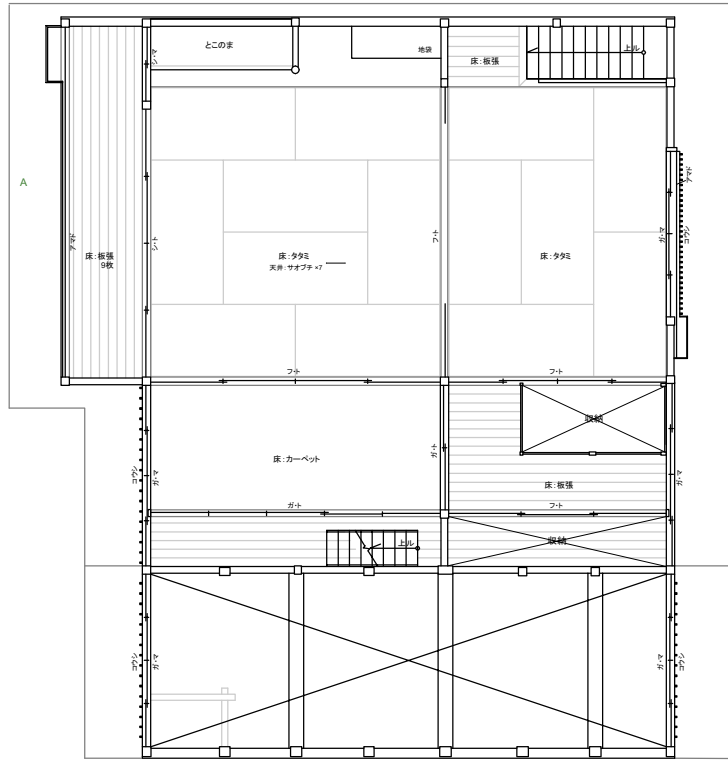 とこのま
地袋
シ・マ
床:板張
上ル
A
アマド
床:板張
9枚
シ・ト
床:タタミ
天井:サオブチ ×7
フ・ト
床:タタミ
ガ・マ
コウシ
アマド
フ・ト
フ・ト
コウシ
ガ・マ
床:カーペット
ガ・ト
収納
床:板張
ガ・マ
ガ・ト
フ・ト
上ル
収納
コウシ
ガ・マ
ガ・マ
コウシ